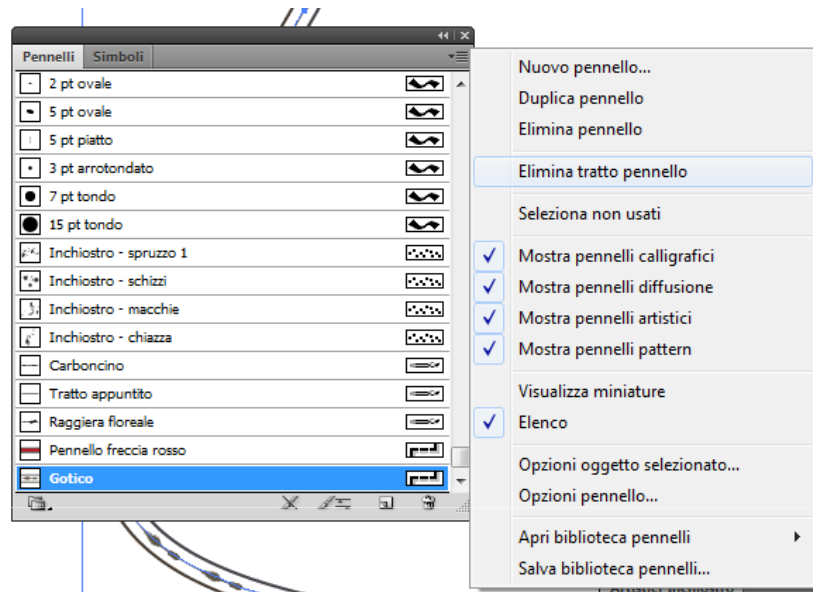 Pennelli Simboli
2 pt ovale
5 pt ovale
5 pt piatto
3 pt arrotondato
7 pt tondo
15 pt tondo
Inchiostro - spruzzo 1
Inchiostro - schizzi
Inchiostro - macchie
Inchiostro - chiazza
Carboncino
Tratto appuntito
Raggiera floreale
Pennello freccia rosso
Gotico
Nuovo pennello...
Duplica pennello
Elimina pennello
Elimina tratto pennello
Seleziona non usati
Mostra pennelli calligrafici
Mostra pennelli diffusione
Mostra pennelli artistici
Mostra pennelli pattern
Visualizza miniature
Elenco
Opzioni oggetto selezionato...
Opzioni pennello...
Apri biblioteca pennelli
Salva biblioteca pennelli...